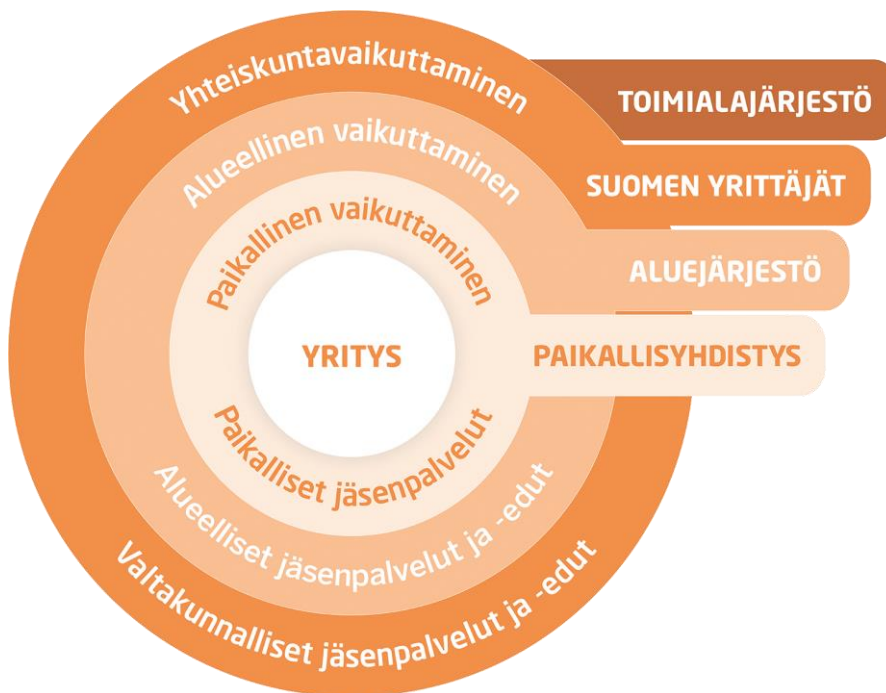 Yhteiskuntavaikuttaminen
TOIMIALAJÄRJESTÖ
Alueellinen vaikuttaminen
SUOMEN YRITTÄJÄT
Paikallinen vaikuttaminen
ALUEJÄRJESTÖ
YRITYS
PAIKALLISYHDISTYS
Paikalliset jäsenpalvelut
Alueelliset jäsenpalvelut ja -edut
Valtakunnalliset jäsenpalvelut ja -edut